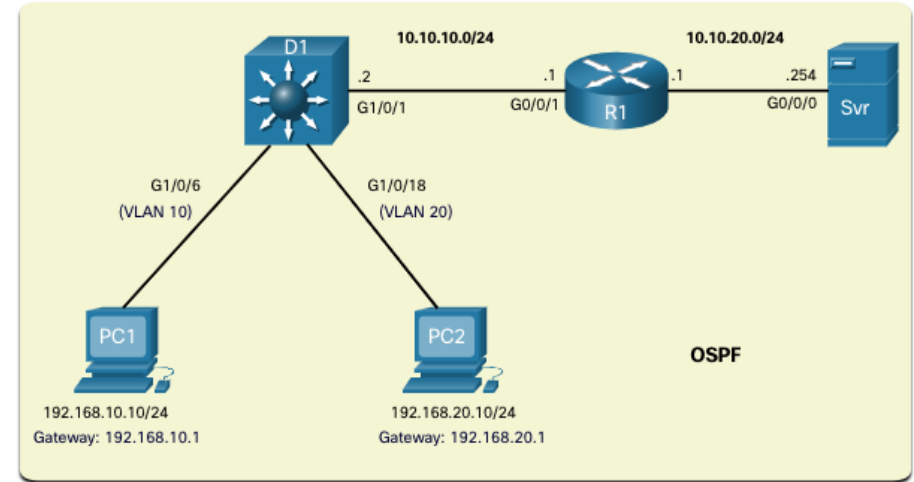 10.10.10.0/24
10.10.20.0/24
D1
.2
.1
.1
.254
G1/0/1
G0/0/1
R1
G0/0/0
Svr
G1/0/6
(VLAN 10)
G1/0/18
(VLAN 20)
PC1
PC2
OSPF
192.168.10.10/24
Gateway: 192.168.10.1
192.168.20.10/24
Gateway: 192.168.20.1